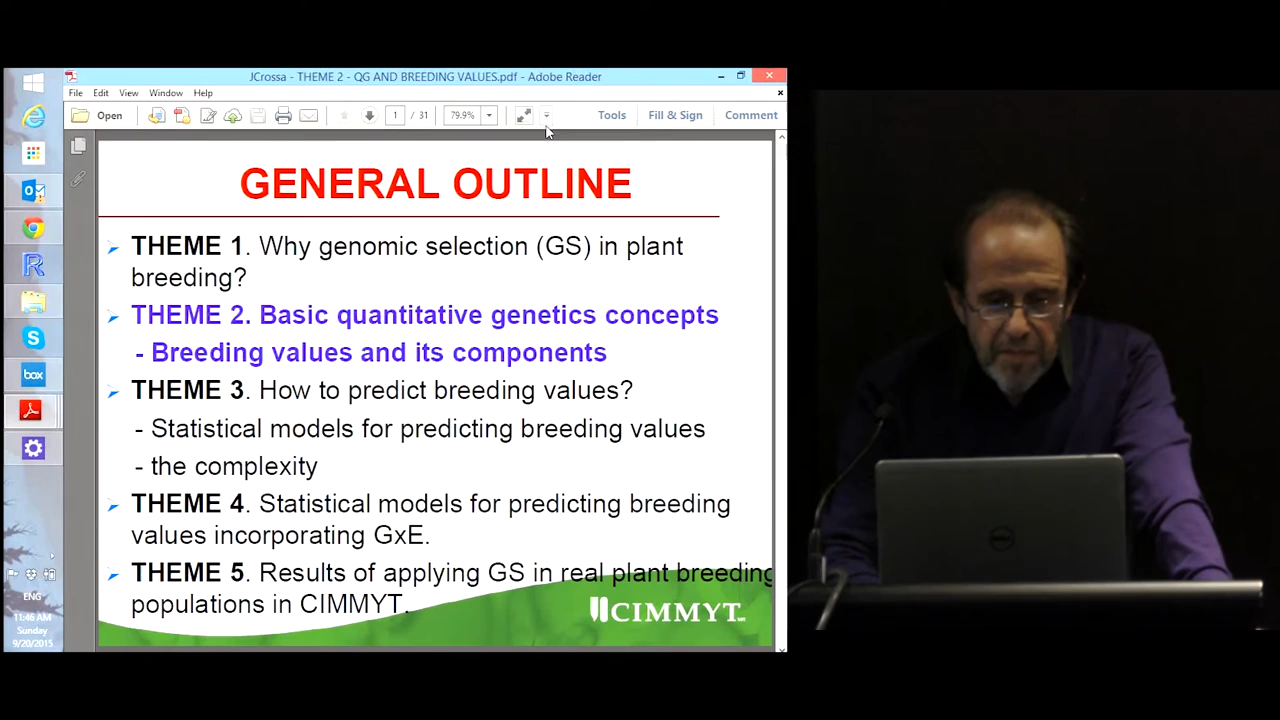 JCrossa - THEME 2 - QG AND BREEDING VALUES.pdf - Adobe Reader
File Edit View Window Help
Open 1 / 31 79.9% Tools Fill & Sign Comment
GENERAL OUTLINE
THEME 1. Why genomic selection (GS) in plant
breeding?
THEME 2. Basic quantitative genetics concepts
- Breeding values and its components
THEME 3. How to predict breeding values?
- Statistical models for predicting breeding values
- the complexity
THEME 4. Statistical models for predicting breeding
values incorporating GxE.
THEME 5. Results of applying GS in real plant breeding
populations in CIMMYT.
CIMMYT
box
ENG
11:46 AM
Sunday
9/20/2015
DELL